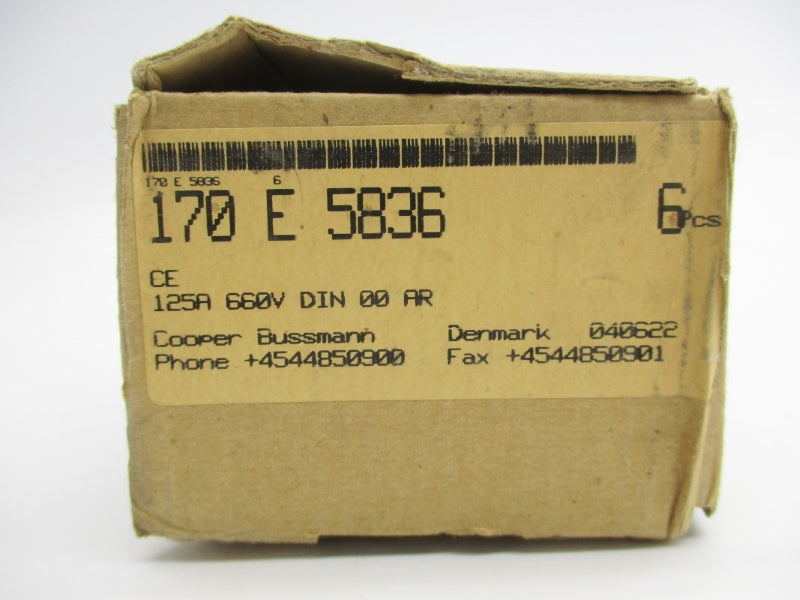 170 E 5836 6
170 E 5836 6Pcs
CE
125A 660V DIN 00 AR
Cooper Bussmann Denmark 040622
Phone +4544850900 Fax +4544850901